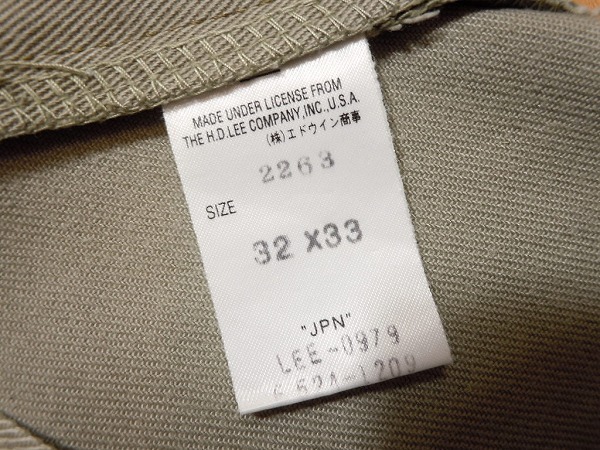 MADE UNDER LICENSE FROM
THE H.D.LEE COMPANY,INC.,U.S.A.
(株)エドウイン商事
2263
SIZE
32 X33
"JPN"
LEE-0979